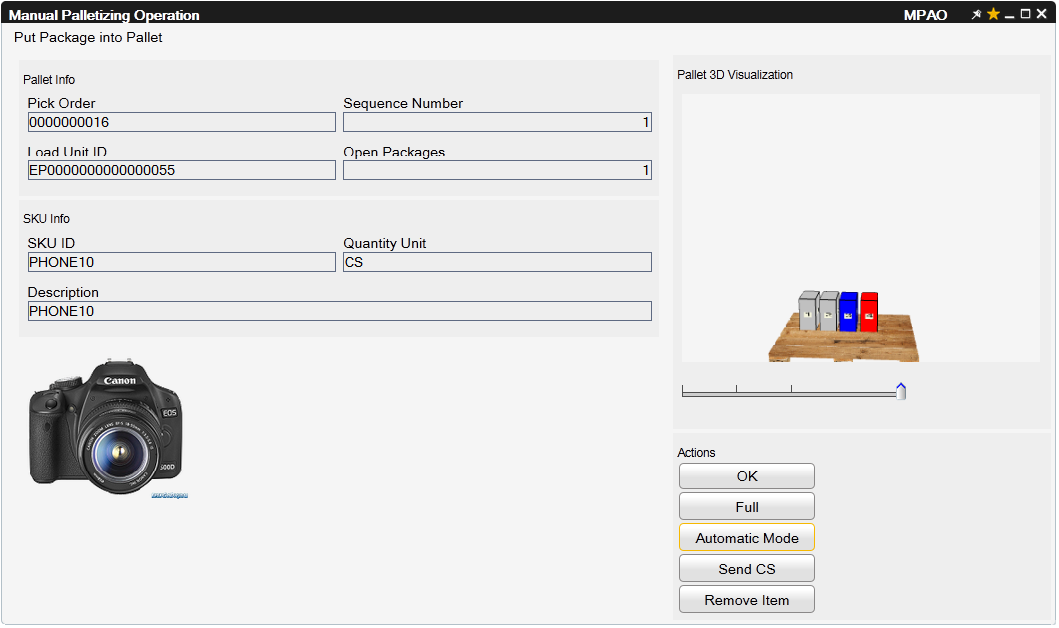 Manual Palletizing Operation
MPAO
Put Package into Pallet
Pallet Info
Pick Order
Sequence Number
0000000016
1
Load Unit ID
Open Packages
EP0000000000000055
1
SKU Info
SKU ID
Quantity Unit
PHONE10
CS
Description
PHONE10
Canon
EOS
500D
Pallet 3D Visualization
Actions
OK
Full
Automatic Mode
Send CS
Remove Item